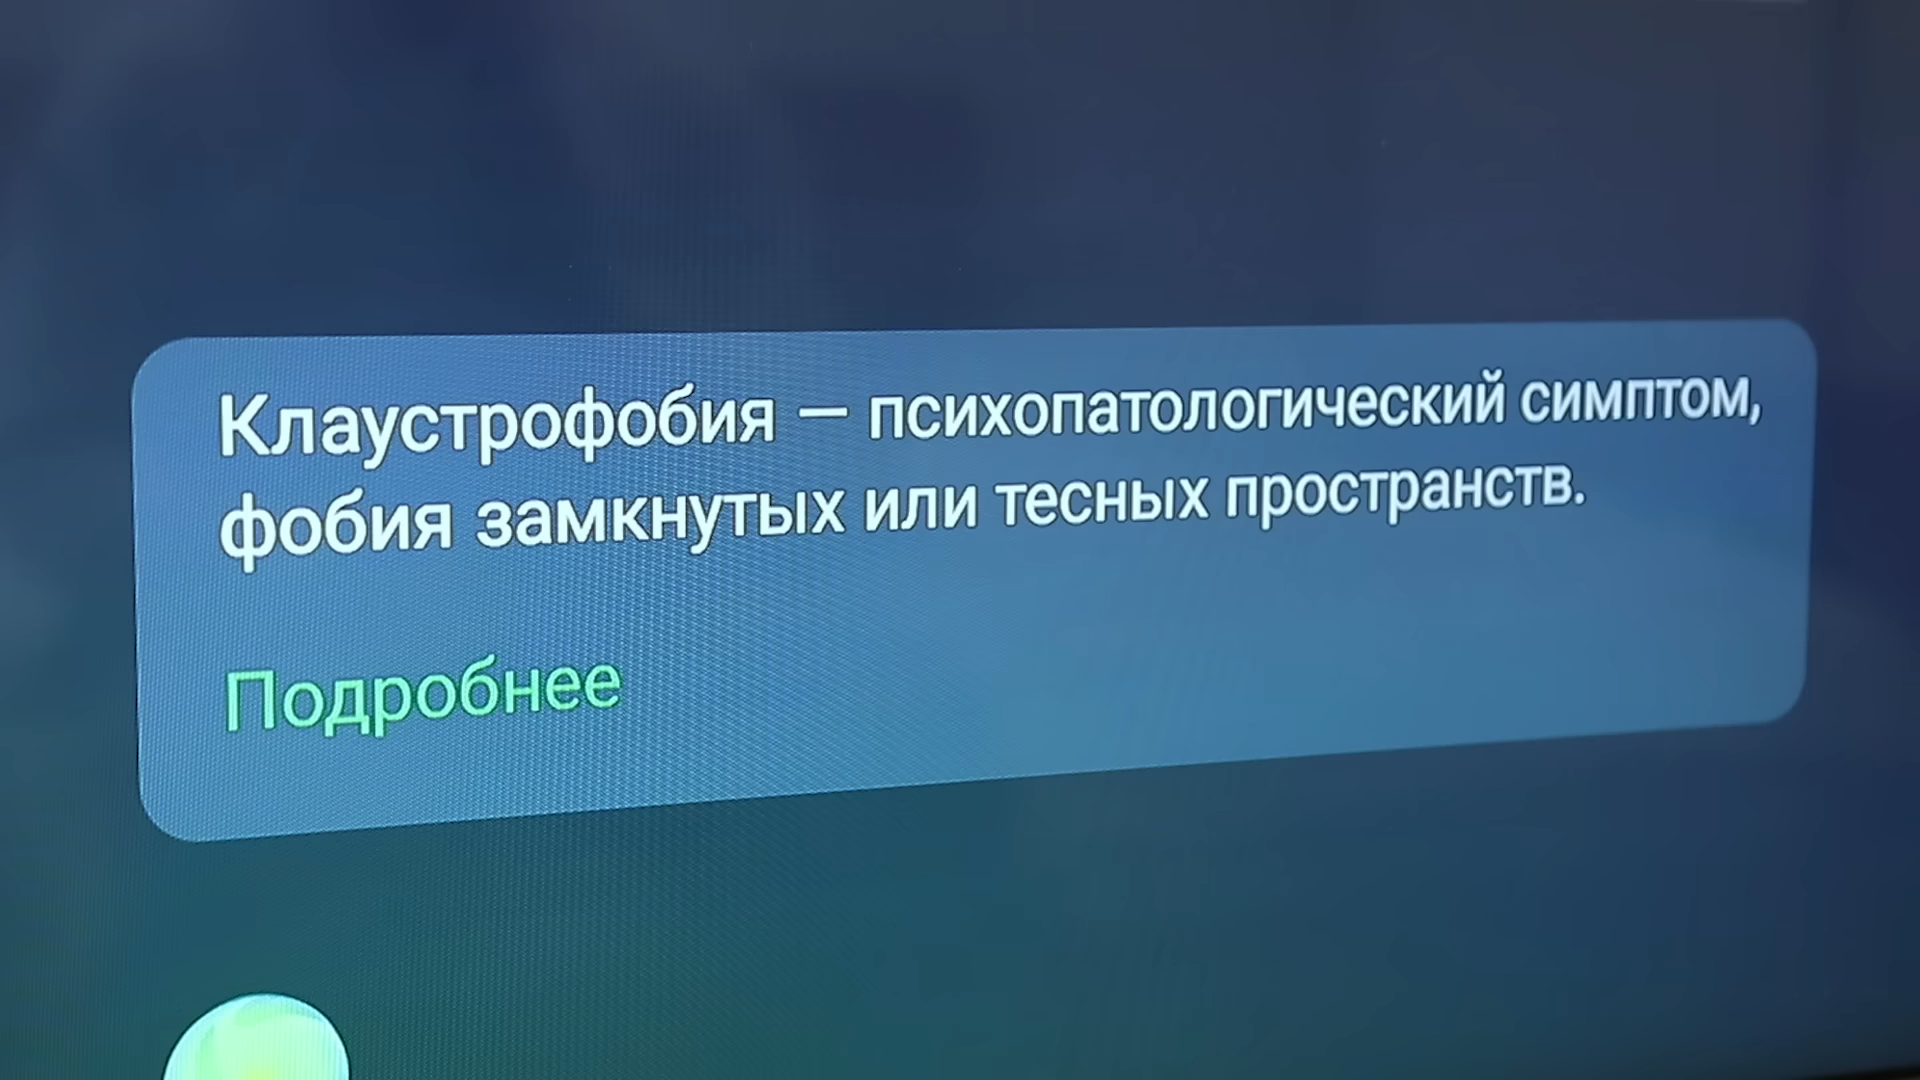 Клаустрофобия — психопатологический симптом,
фобия замкнутых или тесных пространств.
Подробнее